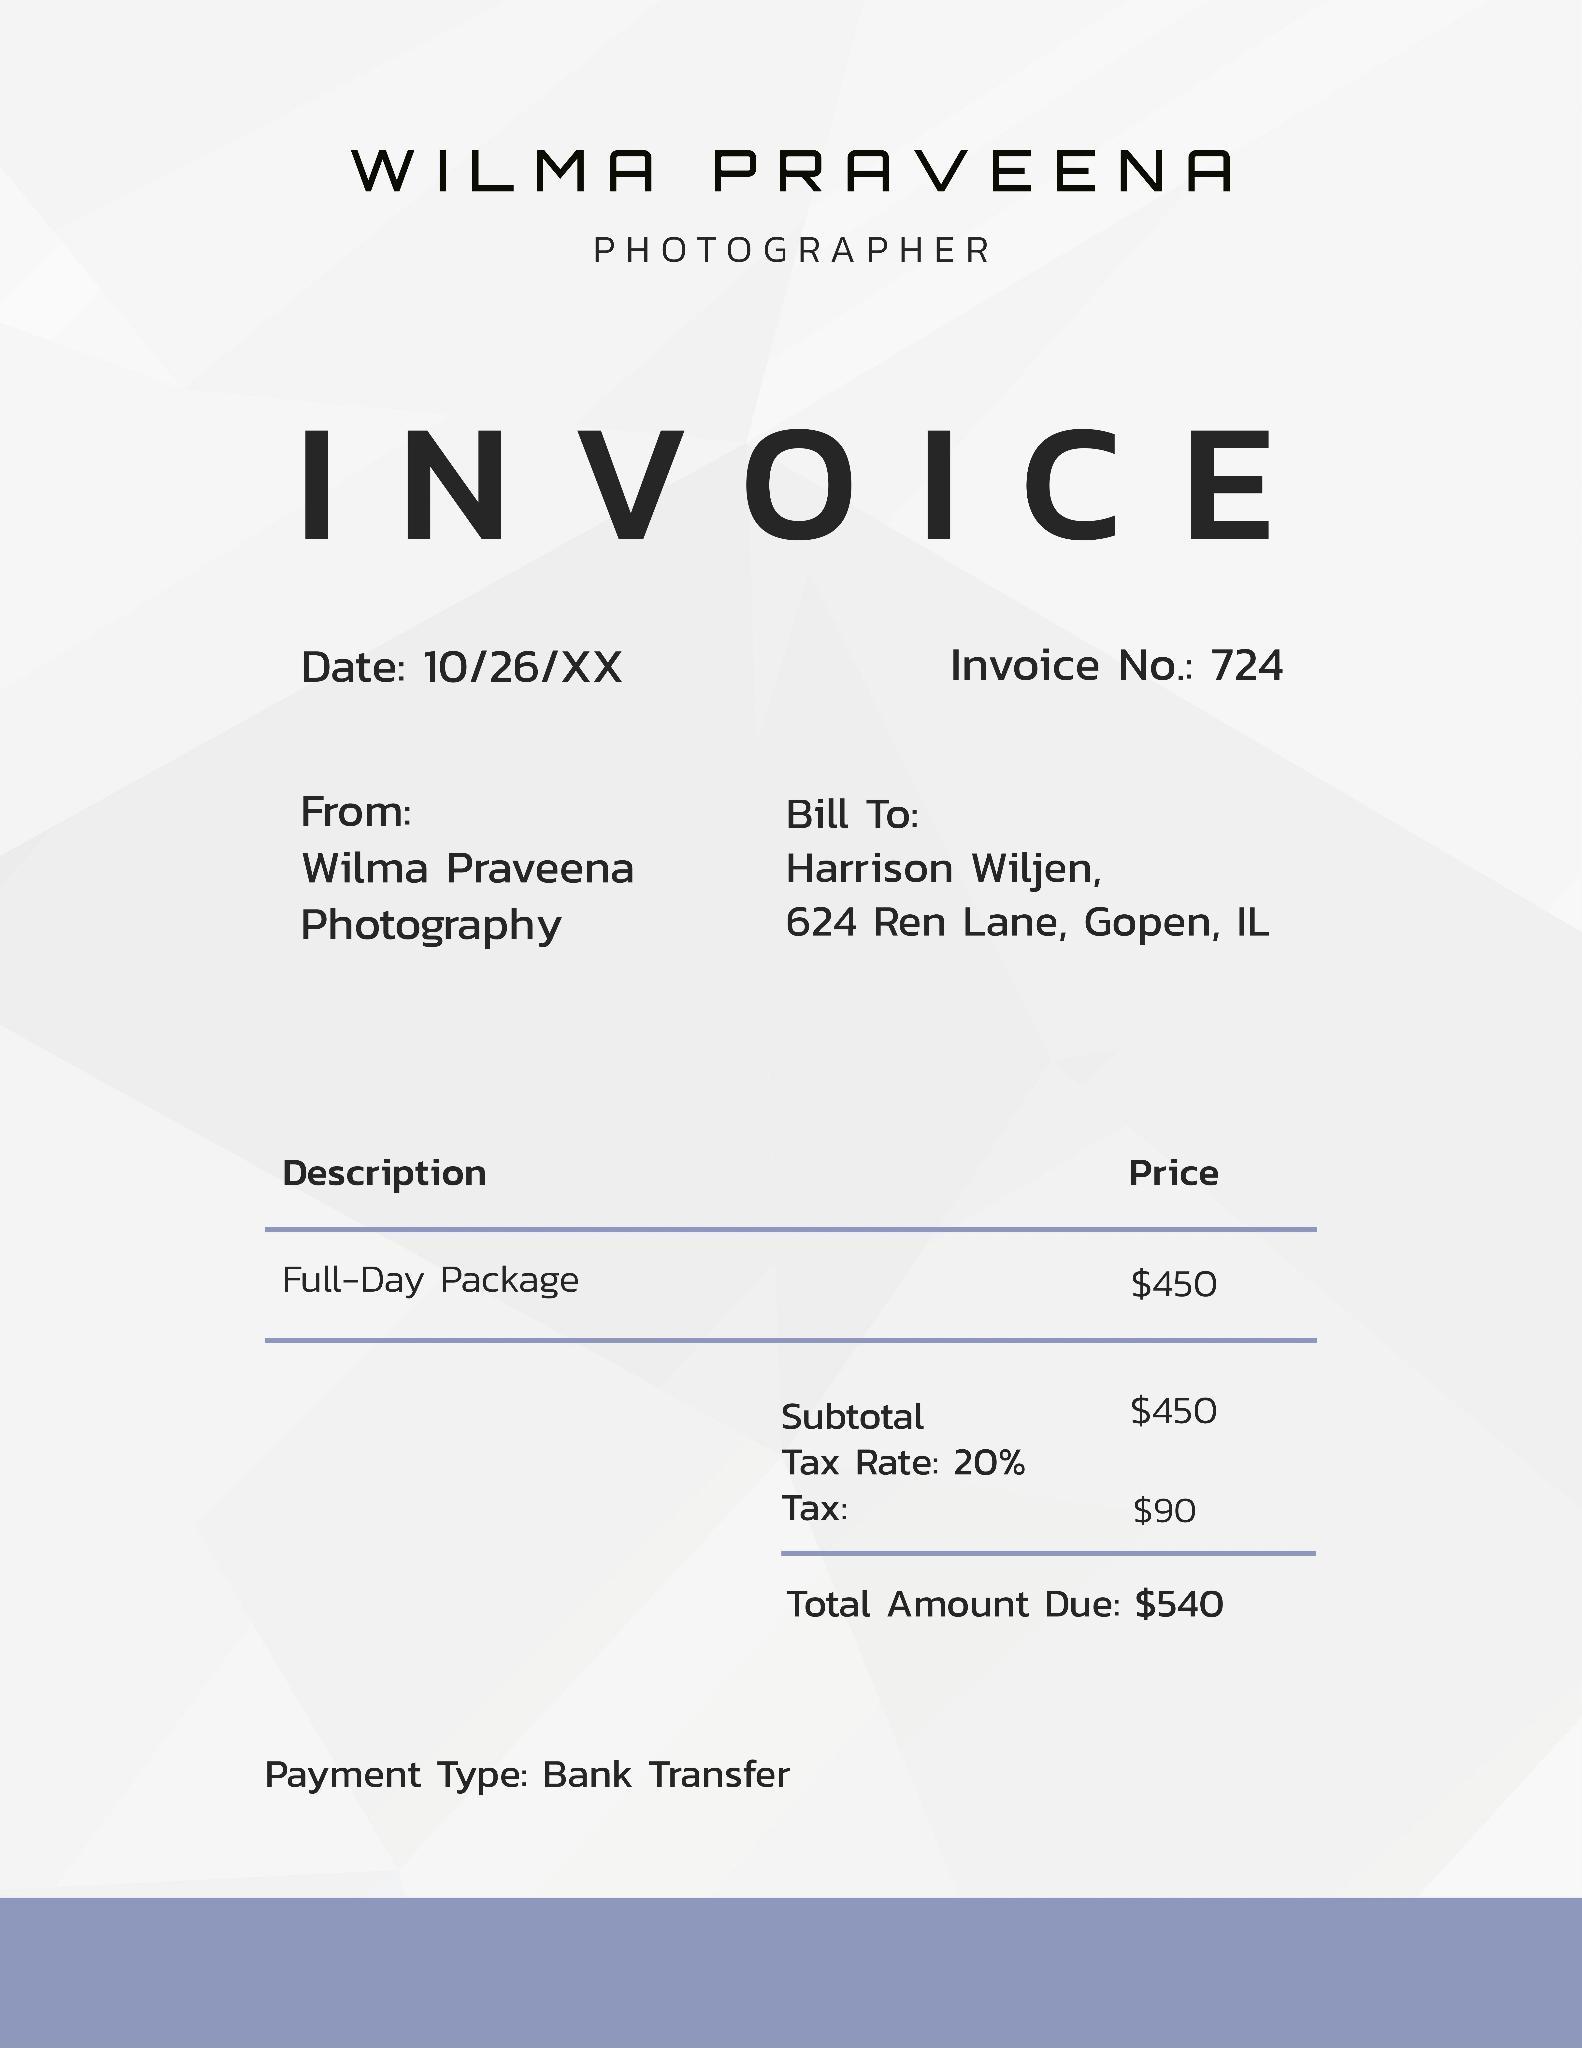 WILMA PRAVEENA
PHOTOGRAPHER
INVOICE
Date: 10/26/XX
Invoice No.: 724
From:
Wilma Praveena
Photography
Bill To:
Harrison Wiljen,
624 Ren Lane, Gopen, IL
Description Price
Full-Day Package $450
Subtotal $450
Tax Rate: 20%
Tax: $90
Total Amount Due: $540
Payment Type: Bank Transfer